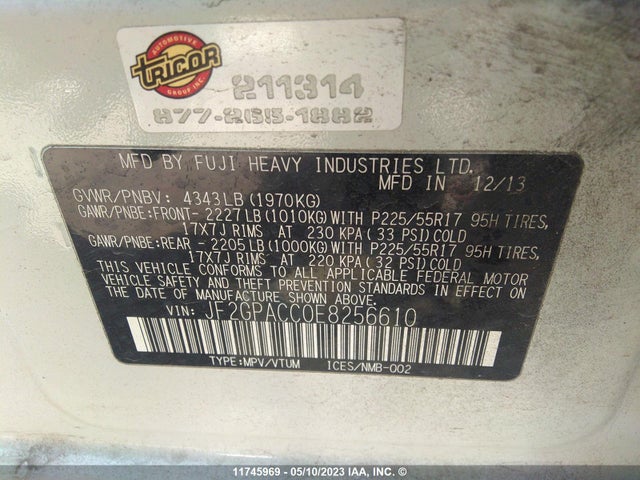 AUTOMOTIVE
TRICOR
GROUP INC.
211314
877-265-1882
MFD BY FUJI HEAVY INDUSTRIES LTD.
MFD IN 12/13
GVWR/PNBV: 4343LB (1970KG)
GAWR/PNBE:FRONT- 2227 LB (1010KG) WITH P225/55R17 95H TIRES,
17X7J RIMS AT 230 KPA ( 33 PSI) COLD
GAWR/PNBE:REAR - 2205 LB (1000KG) WITH P225/55R17 95H TIRES,
17X7J RIMS AT 220 KPA ( 32 PSI) COLD
THIS VEHICLE CONFORMS TO ALL APPLICABLE FEDERAL MOTOR
VEHICLE SAFETY AND THEFT PREVENTION STANDARDS IN EFFECT ON
THE DATE OF MANUFACTURE SHOWN ABOVE.
VIN: JF2GPACC0E8256610
TYPE:MPV/VTUM ICES/NMB-002
11745969 - 05/10/2023 IAA, INC. ©